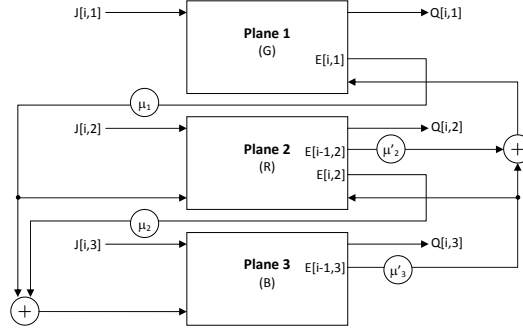 J[i,1]
Plane 1
(G)
Q[i,1]
E[i,1]
μ1
J[i,2]
Plane 2
(R)
Q[i,2]
E[i-1,2]
μ'2
+
E[i,2]
μ2
J[i,3]
Plane 3
(B)
Q[i,3]
E[i-1,3]
μ'3
+